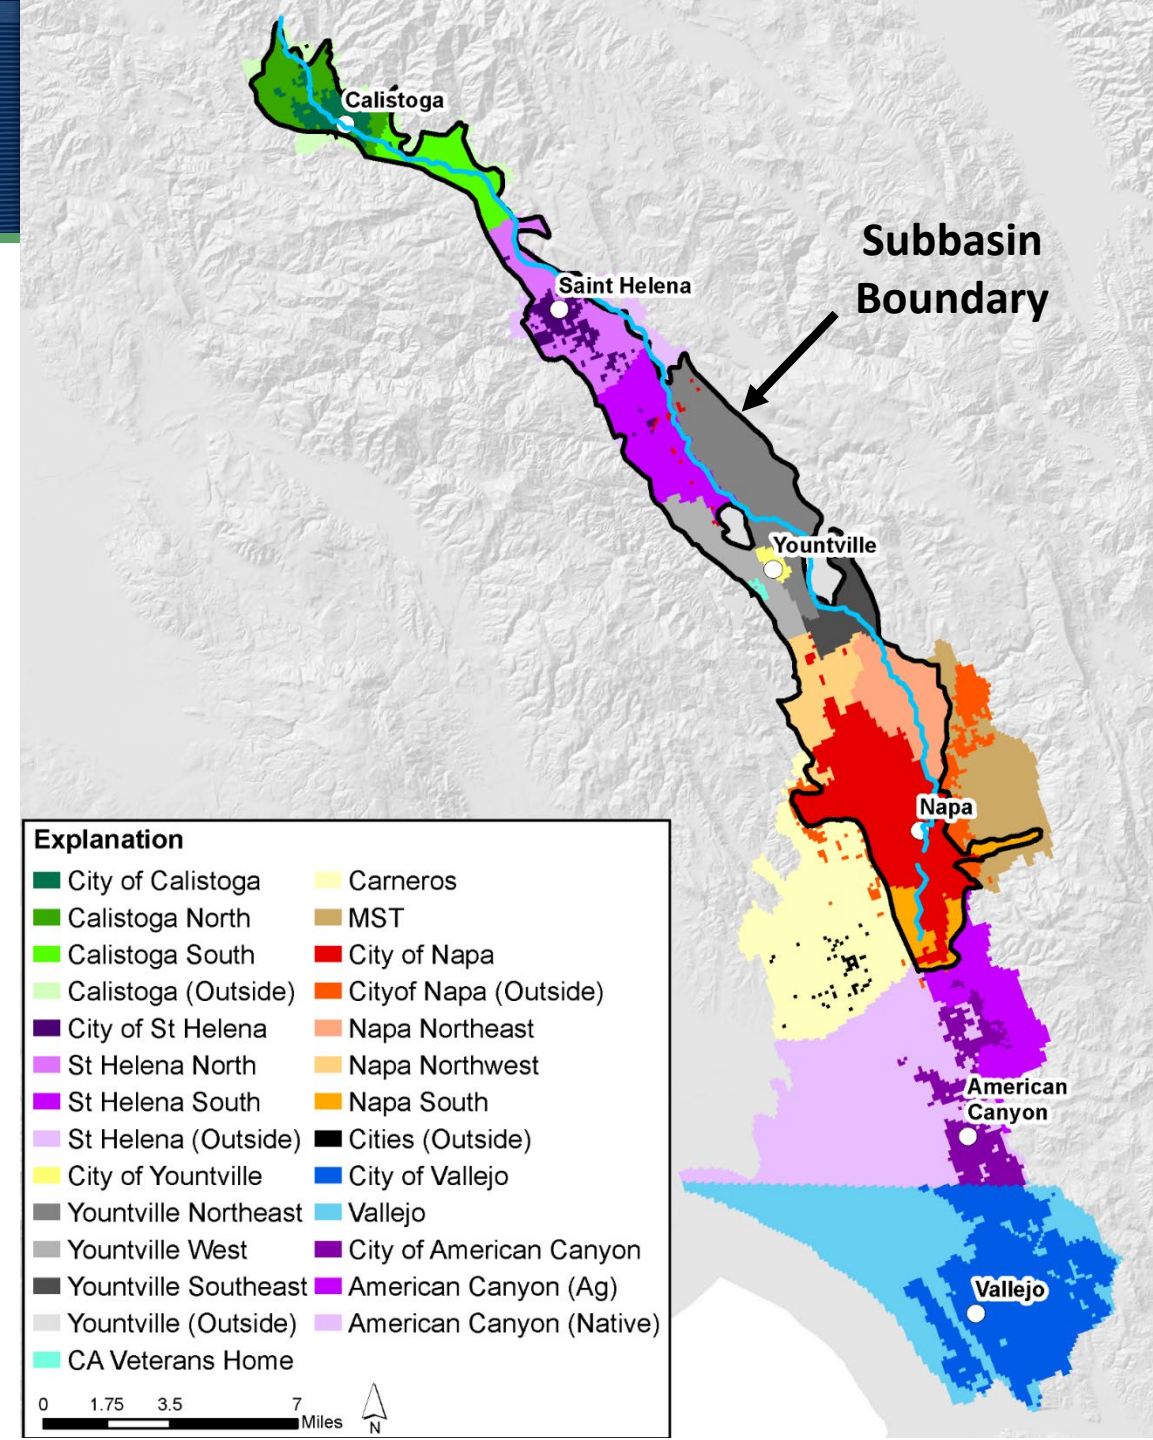 Calistoga
Saint Helena
Subbasin
Boundary
Yountville
Napa
American
Canyon
Vallejo
Explanation
City of Calistoga
Calistoga North
Calistoga South
Calistoga (Outside)
City of St Helena
St Helena North
St Helena South
St Helena (Outside)
City of Yountville
Yountville Northeast
Yountville West
Yountville Southeast
Yountville (Outside)
CA Veterans Home
Carneros
MST
City of Napa
Cityof Napa (Outside)
Napa Northeast
Napa Northwest
Napa South
Cities (Outside)
City of Vallejo
Vallejo
City of American Canyon
American Canyon (Ag)
American Canyon (Native)
0 1.75 3.5 7
Miles
N